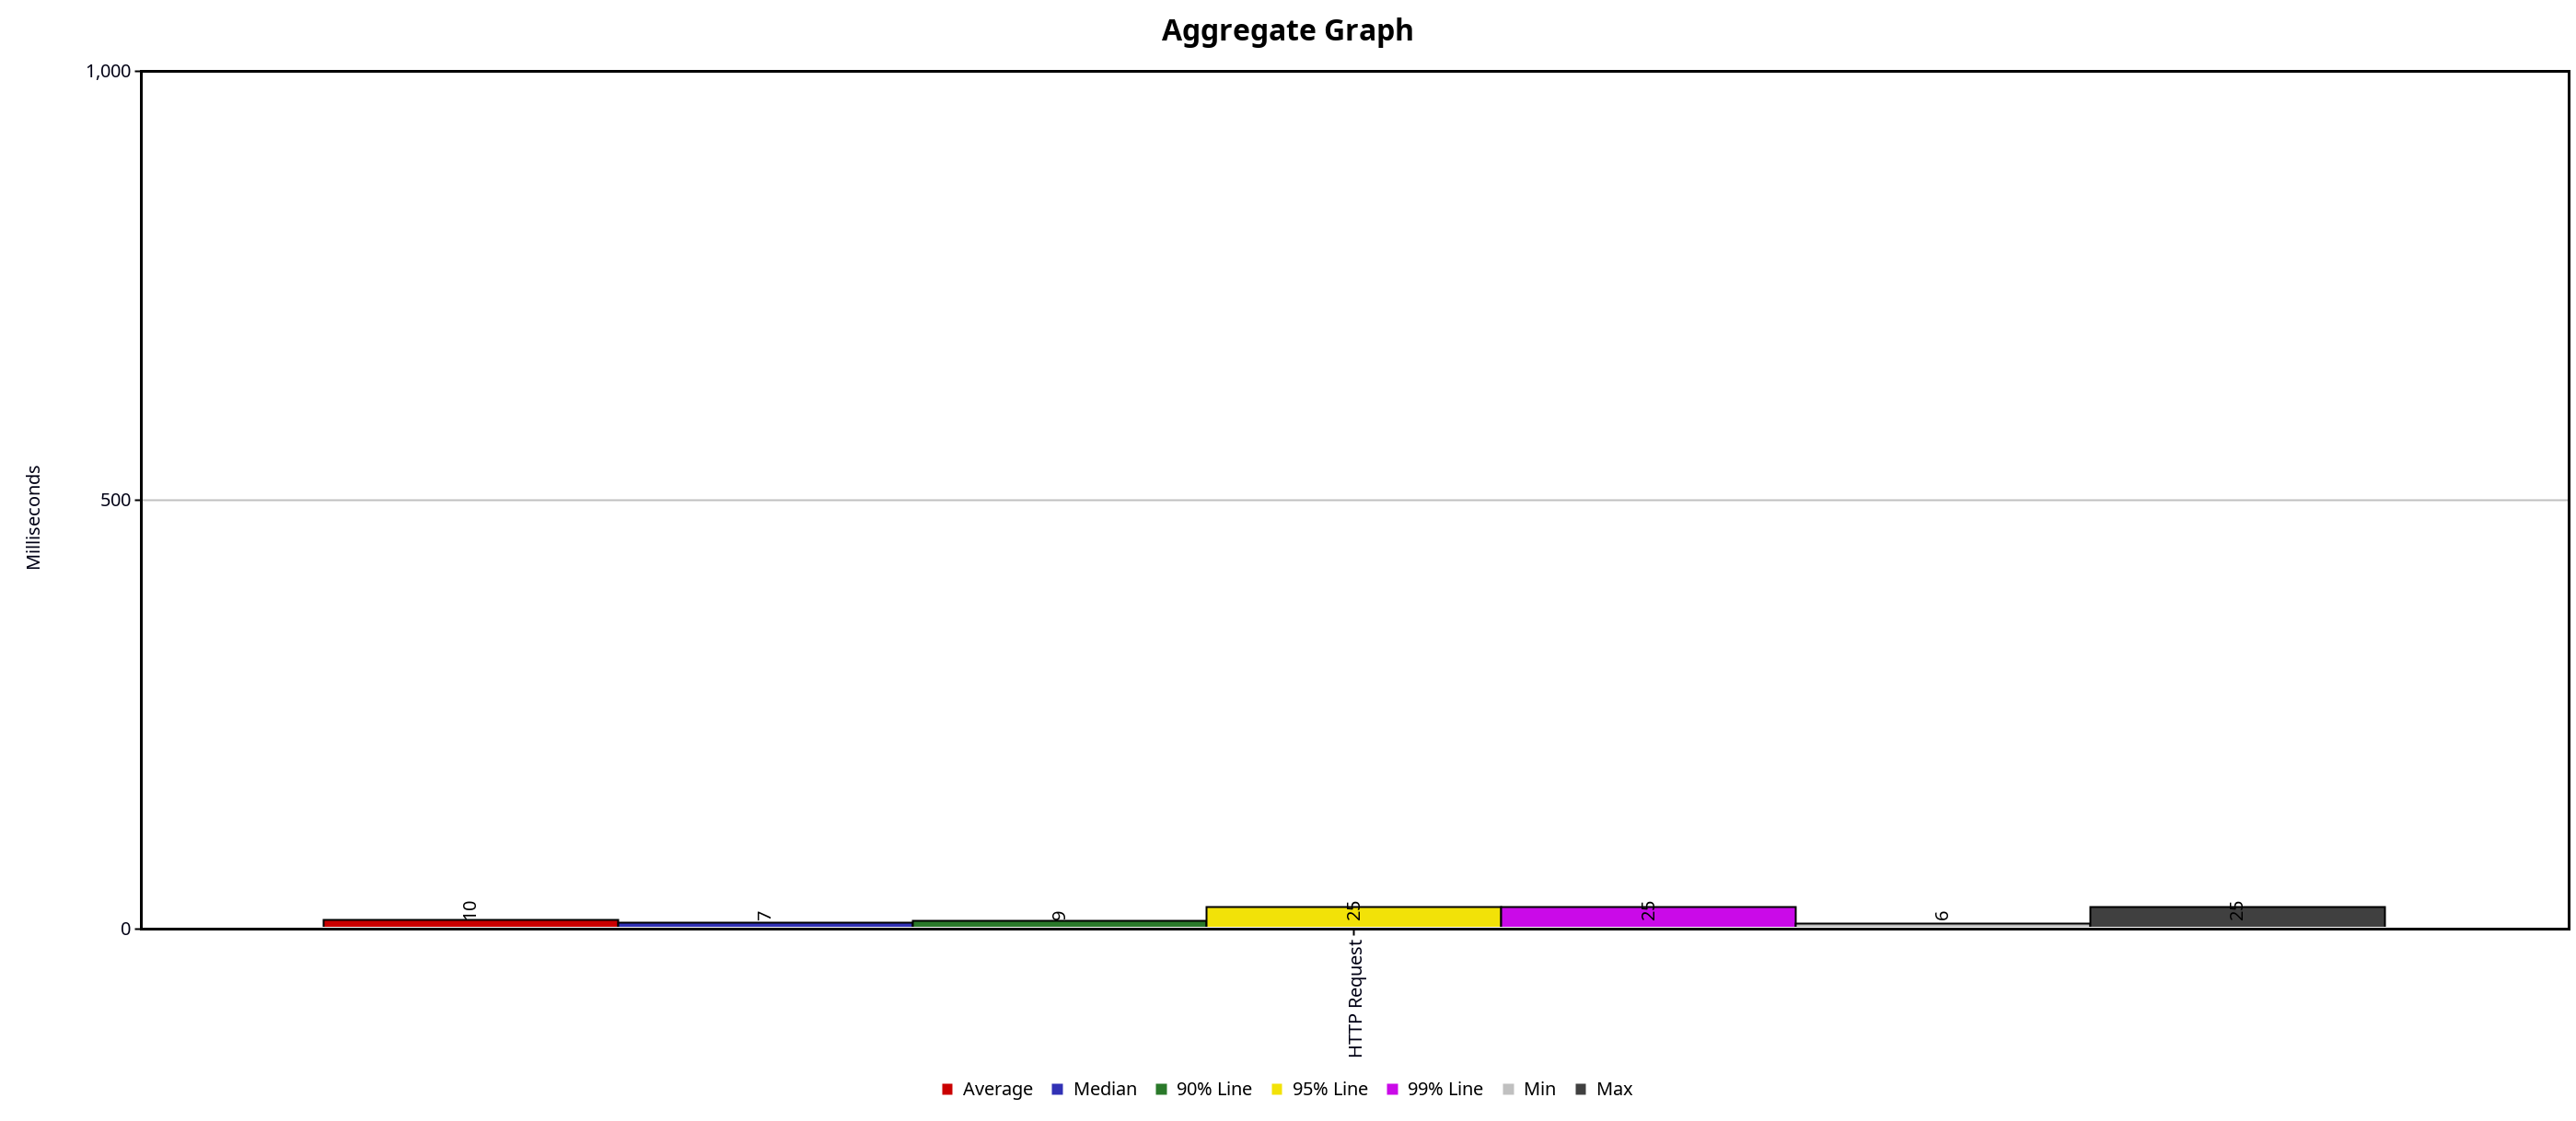 Aggregate Graph
1,000
500
0
Milliseconds
10
7
9
25
25
6
25
HTTP Request
Average Median 90% Line 95% Line 99% Line Min Max